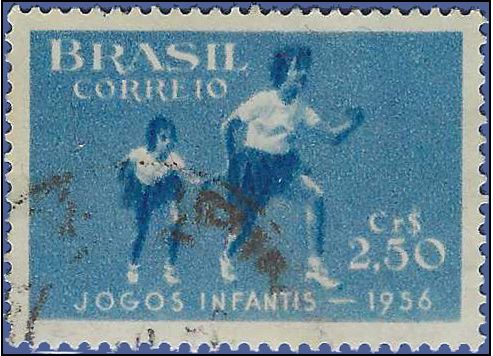 BRASIL
CORREIO
Cr$
2,50
JOGOS INFANTIS — 1956